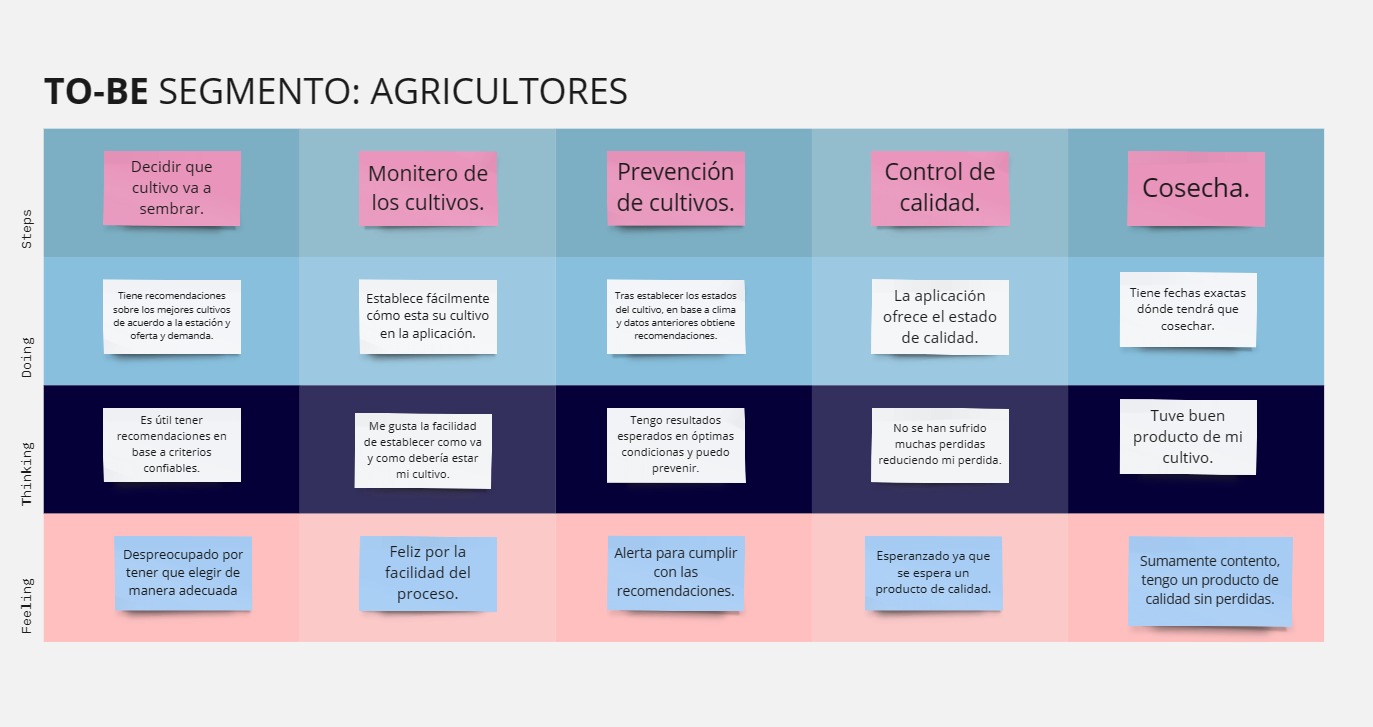 TO-BE SEGMENTO: AGRICULTORES
Steps
Decidir que
cultivo va a
sembrar.
Monitero de
los cultivos.
Prevención
de cultivos.
Control de
calidad.
Cosecha.
Doing
Tiene recomendaciones
sobre los mejores cultivos
de acuerdo a la estación y
oferta y demanda.
Establece fácilmente
cómo esta su cultivo
en la aplicación.
Tras establecer los estados
del cultivo, en base a clima
y datos anteriores obtiene
recomendaciones.
La aplicación
ofrece el estado
de calidad.
Tiene fechas exactas
dónde tendrá que
cosechar.
Thinking
Es útil tener
recomendaciones en
base a criterios
confiables.
Me gusta la facilidad
de establecer como va
y como debería estar
mi cultivo.
Tengo resultados
esperados en óptimas
condicionas y puedo
prevenir.
No se han sufrido
muchas perdidas
reduciendo mi perdida.
Tuve buen
producto de mi
cultivo.
Feeling
Despreocupado por
tener que elegir de
manera adecuada
Feliz por la
facilidad del
proceso.
Alerta para cumplir
con las
recomendaciones.
Esperanzado ya que
se espera un
producto de calidad.
Sumamente contento,
tengo un producto de
calidad sin perdidas.